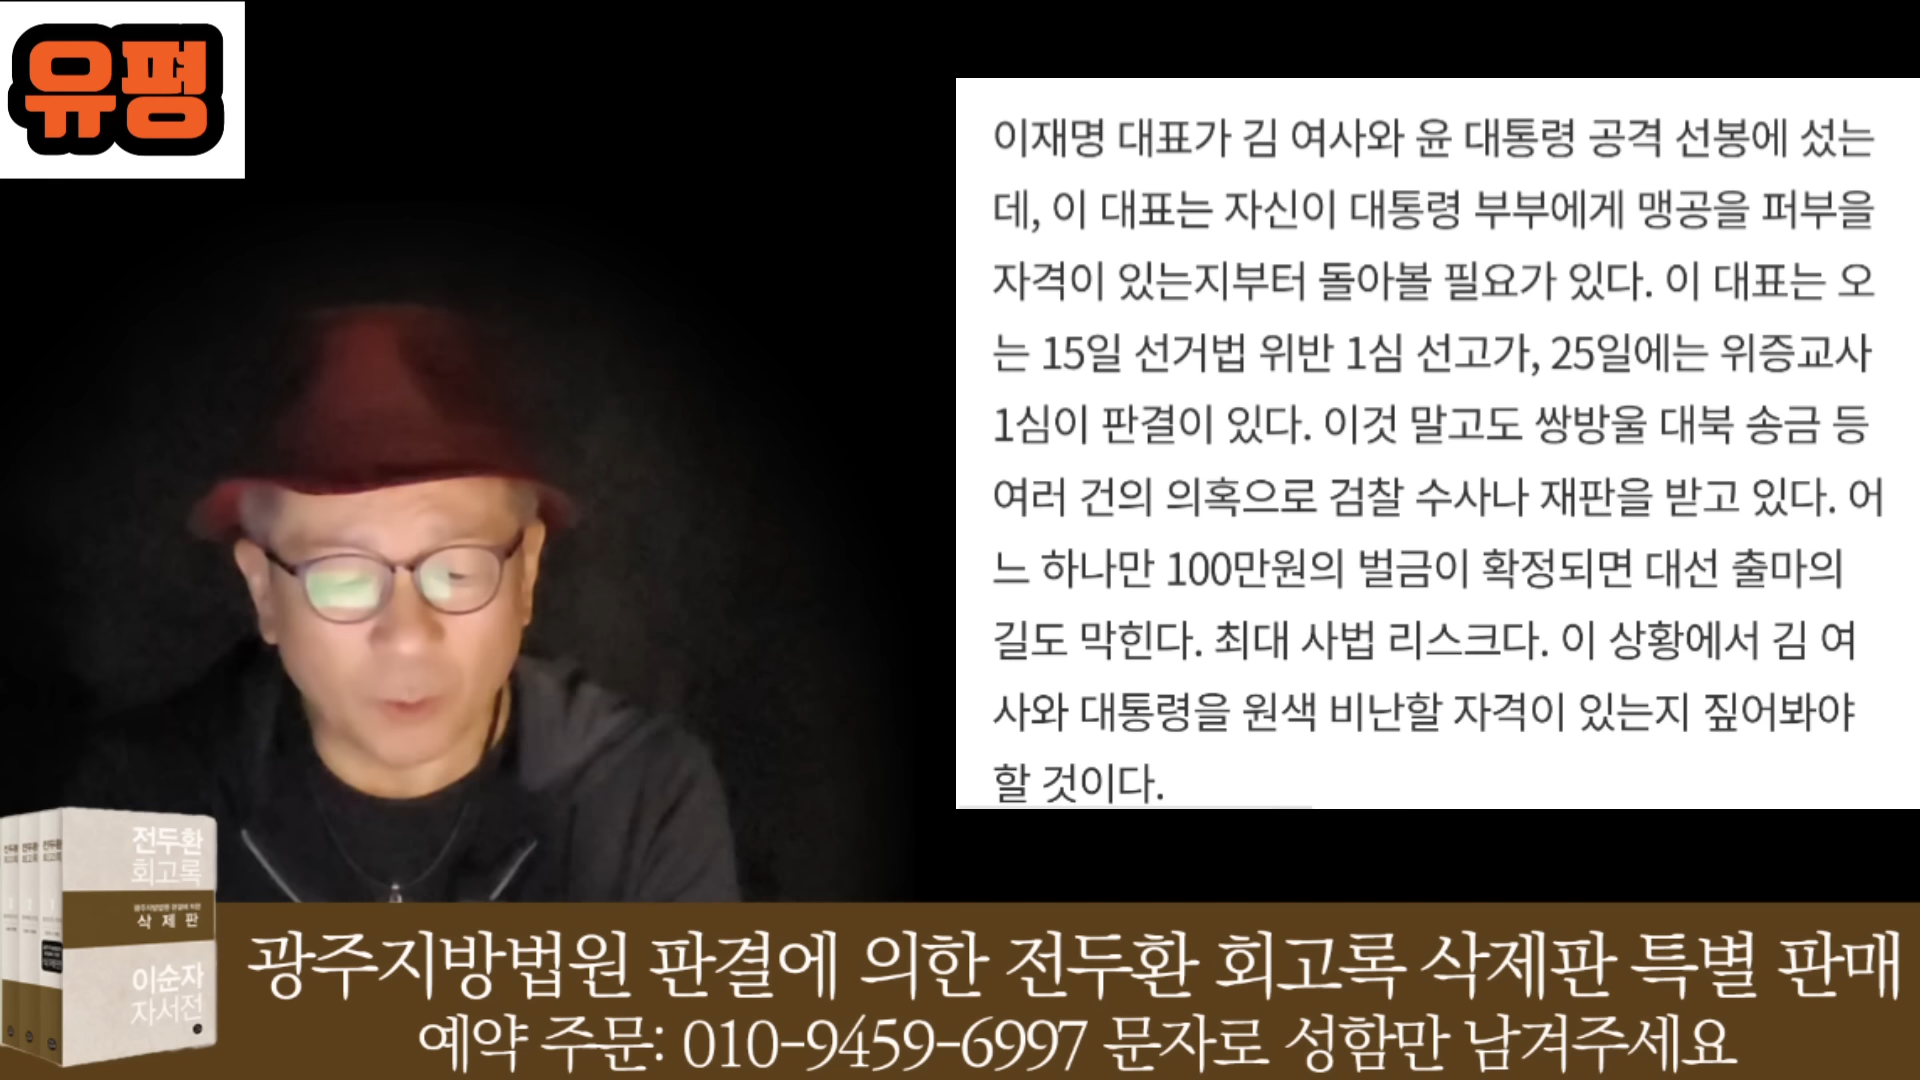 유평
이재명 대표가 김 여사와 윤 대통령 공격 선봉에 섰는
데, 이 대표는 자신이 대통령 부부에게 맹공을 퍼부을
자격이 있는지부터 돌아볼 필요가 있다. 이 대표는 오
는 15일 선거법 위반 1심 선고가, 25일에는 위증교사
1심이 판결이 있다. 이것 말고도 쌍방울 대북 송금 등
여러 건의 의혹으로 검찰 수사나 재판을 받고 있다. 어
느 하나만 100만원의 벌금이 확정되면 대선 출마의
길도 막힌다. 최대 사법 리스크다. 이 상황에서 김 여
사와 대통령을 원색 비난할 자격이 있는지 짚어봐야
할 것이다.
전두환
회고록
삭제판
이순자
자서전
광주지방법원 판결에 의한 전두환 회고록 삭제판 특별 판매
예약 주문: 010-9459-6997 문자로 성함만 남겨주세요